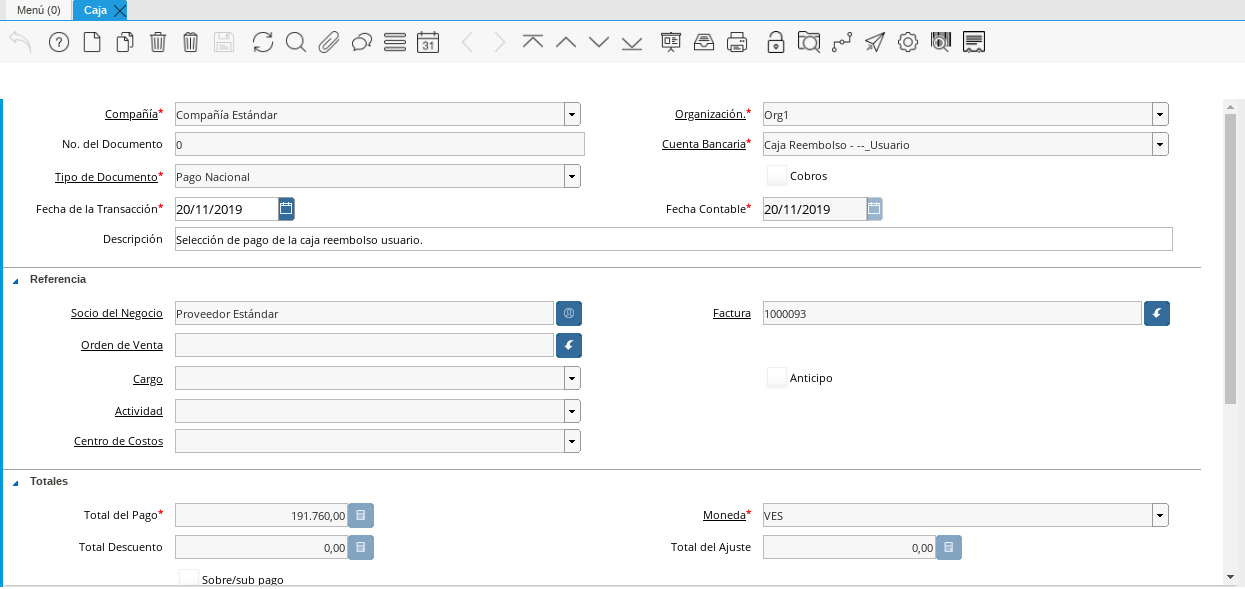 Menú (0) Caja
31
Compañía* Compañía Estándar Organización.* Org1
No. del Documento 0 Cuenta Bancaria* Caja Reembolso - --_Usuario
Tipo de Documento* Pago Nacional Cobros
Fecha de la Transacción* 20/11/2019 Fecha Contable* 20/11/2019
Descripción Selección de pago de la caja reembolso usuario.
Referencia
Socio del Negocio Proveedor Estándar Factura 1000093
Orden de Venta
Cargo Anticipo
Actividad
Centro de Costos
Totales
Total del Pago* 191.760,00 Moneda* VES
Total Descuento 0,00 Total del Ajuste 0,00
Sobre/sub pago